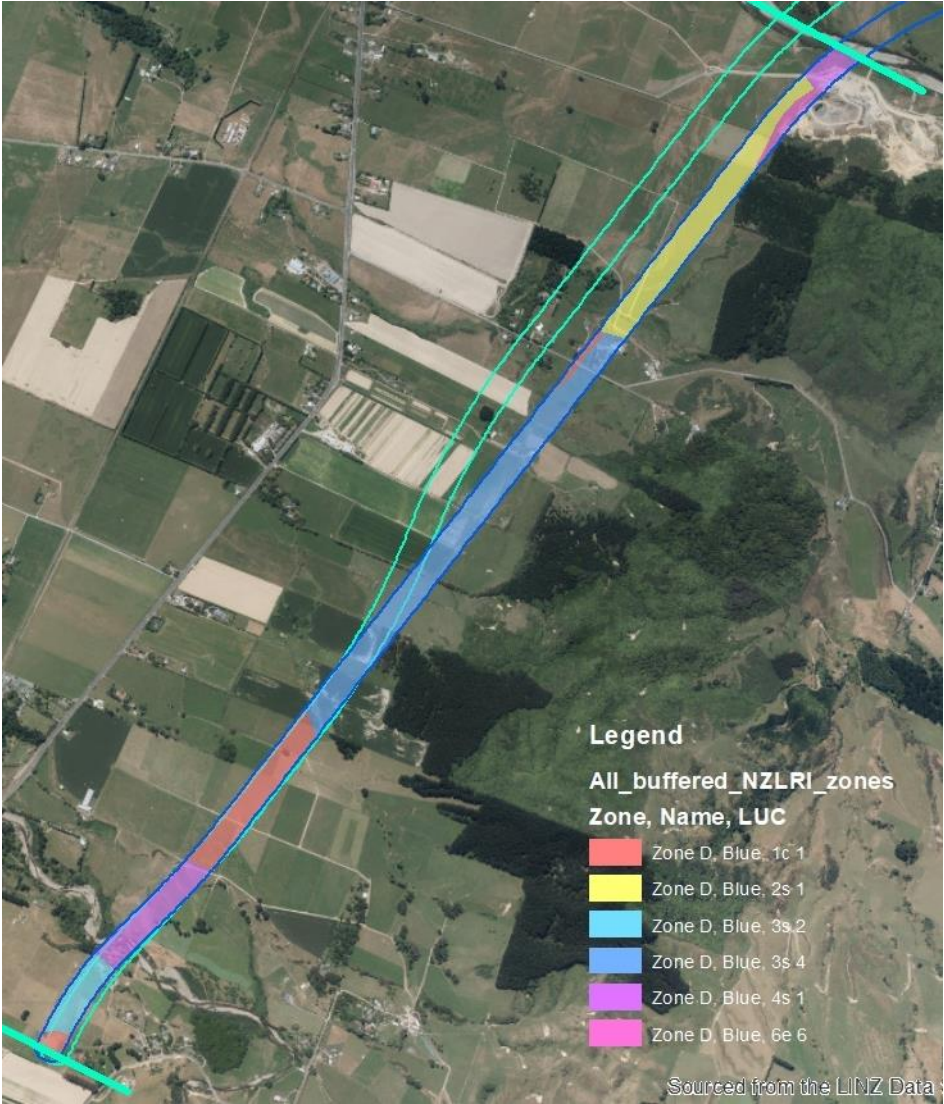 Legend
All_buffered_NZLRI_zones
Zone, Name, LUC
Zone D, Blue, 1c 1
Zone D, Blue, 2s 1
Zone D, Blue, 3s 2
Zone D, Blue, 3s 4
Zone D, Blue, 4s 1
Zone D, Blue, 6e 6
Sourced from the LINZ Data